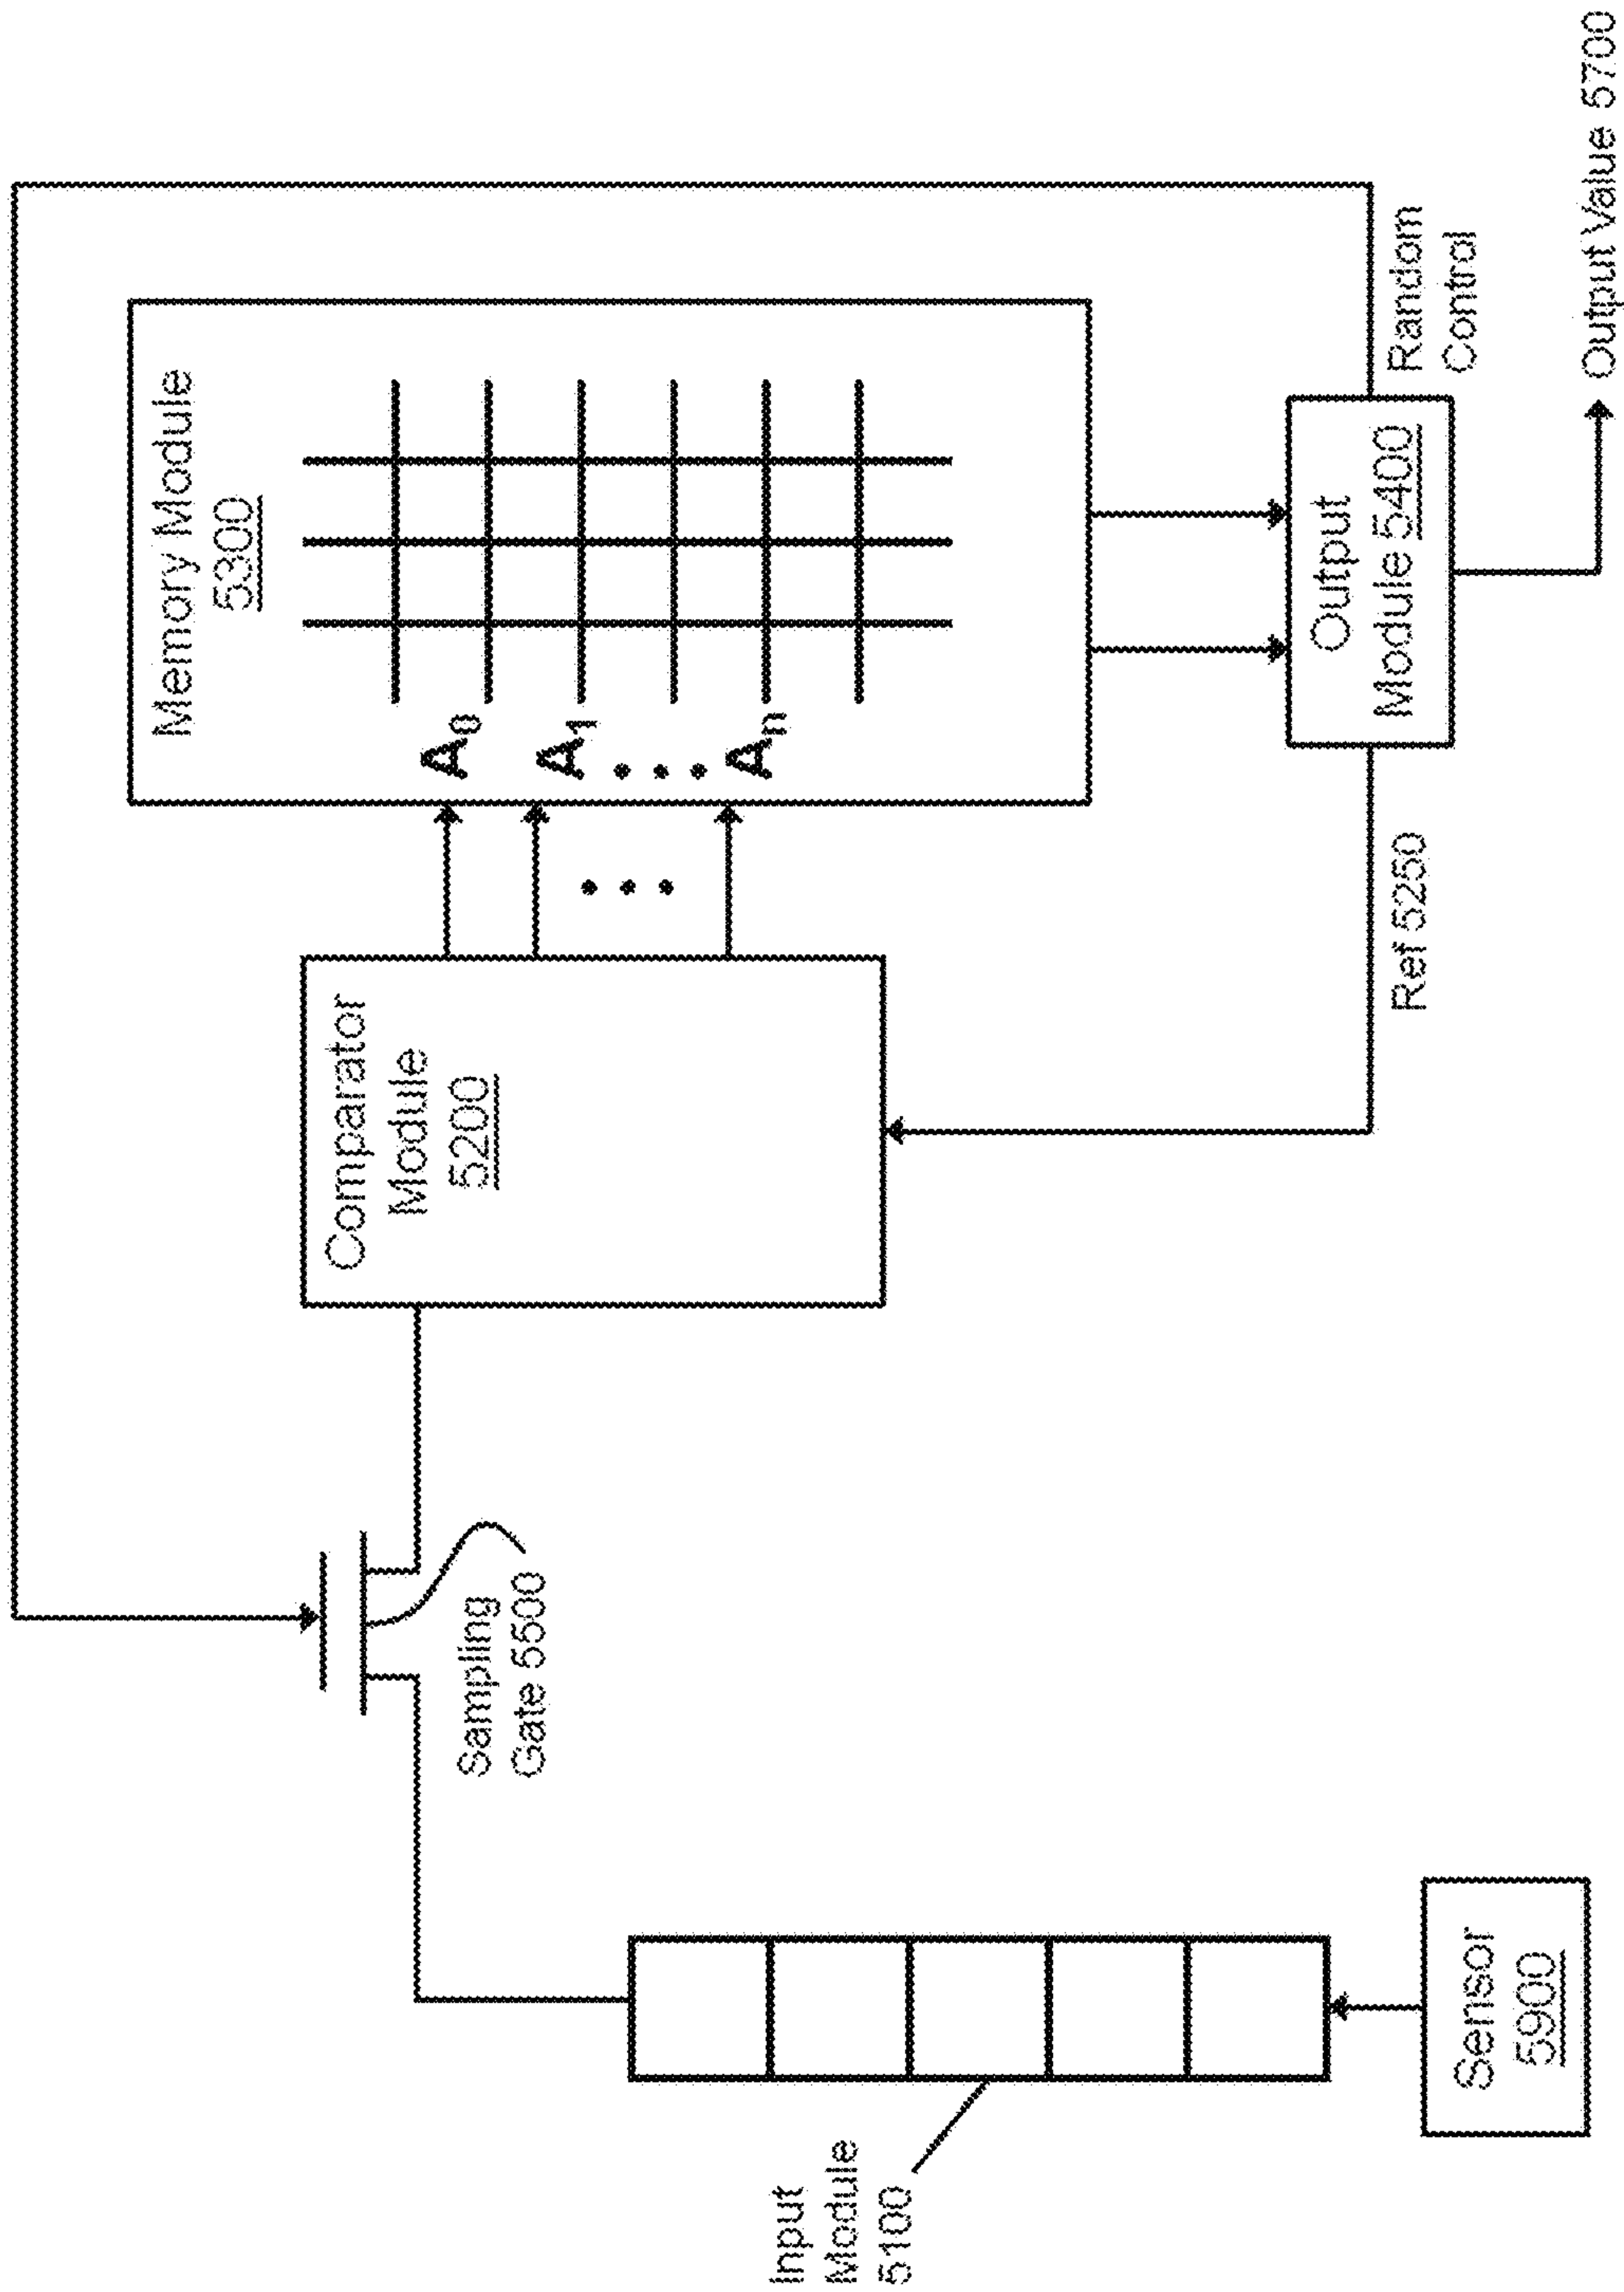 Memory Module
5300
A0
A1
An
Comparator
Module
5200
Sampling
Gate 5500
Input
Module
5100
Sensor
5900
Output
Module 5400
Random
Control
Ref 5250
Output Value 5700